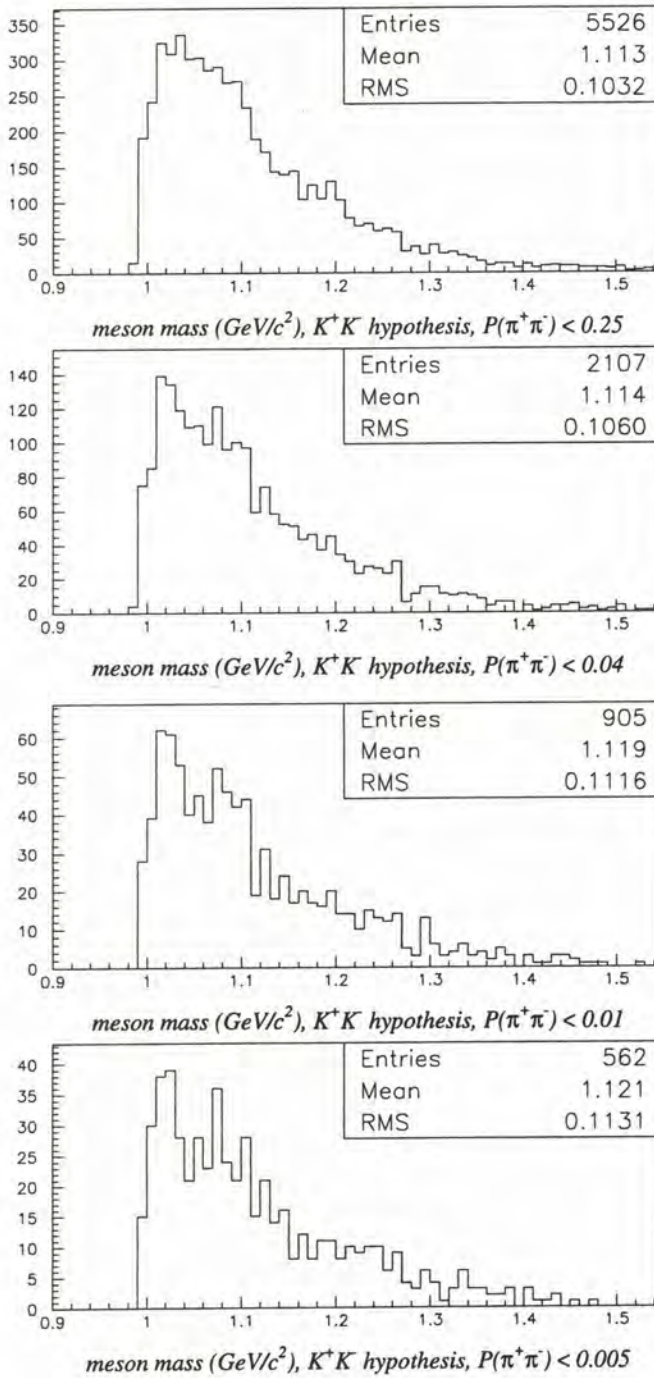 Entries 5526
Mean 1.113
RMS 0.1032
350
300
250
200
150
100
50
0
0.9 1 1.1 1.2 1.3 1.4 1.5
meson mass (GeV/c²), K⁺K⁻ hypothesis, P(π⁺π⁻) < 0.25
Entries 2107
Mean 1.114
RMS 0.1060
140
120
100
80
60
40
20
0
0.9 1 1.1 1.2 1.3 1.4 1.5
meson mass (GeV/c²), K⁺K⁻ hypothesis, P(π⁺π⁻) < 0.04
Entries 905
Mean 1.119
RMS 0.1116
60
50
40
30
20
10
0
0.9 1 1.1 1.2 1.3 1.4 1.5
meson mass (GeV/c²), K⁺K⁻ hypothesis, P(π⁺π⁻) < 0.01
Entries 562
Mean 1.121
RMS 0.1131
40
35
30
25
20
15
10
5
0
0.9 1 1.1 1.2 1.3 1.4 1.5
meson mass (GeV/c²), K⁺K⁻ hypothesis, P(π⁺π⁻) < 0.005